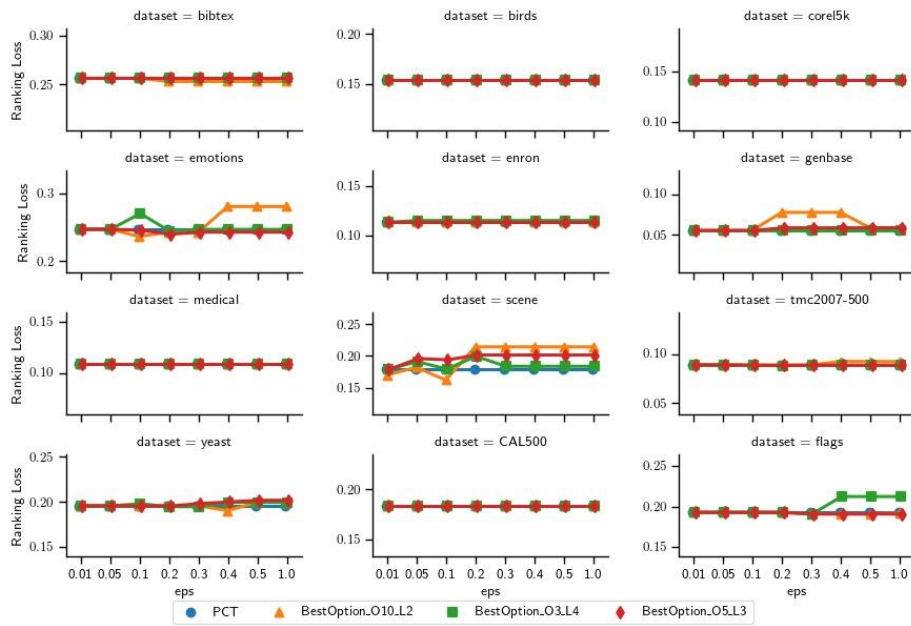 dataset = bibtex
dataset = birds
dataset = corel5k
Ranking Loss
0.30
0.25
0.20
0.15
0.15
0.10
dataset = emotions
dataset = enron
dataset = genbase
Ranking Loss
0.3
0.2
0.15
0.10
0.10
0.05
dataset = medical
dataset = scene
dataset = tmc2007-500
Ranking Loss
0.15
0.10
0.25
0.20
0.15
0.10
0.05
dataset = yeast
dataset = CAL500
dataset = flags
Ranking Loss
0.25
0.20
0.15
0.20
0.15
0.25
0.20
0.15
0.01 0.05 0.1 0.2 0.3 0.4 0.5 1.0
0.01 0.05 0.1 0.2 0.3 0.4 0.5 1.0
0.01 0.05 0.1 0.2 0.3 0.4 0.5 1.0
eps
eps
eps
PCT BestOption_O10_L2 BestOption_O3_L4 BestOption_O5_L3